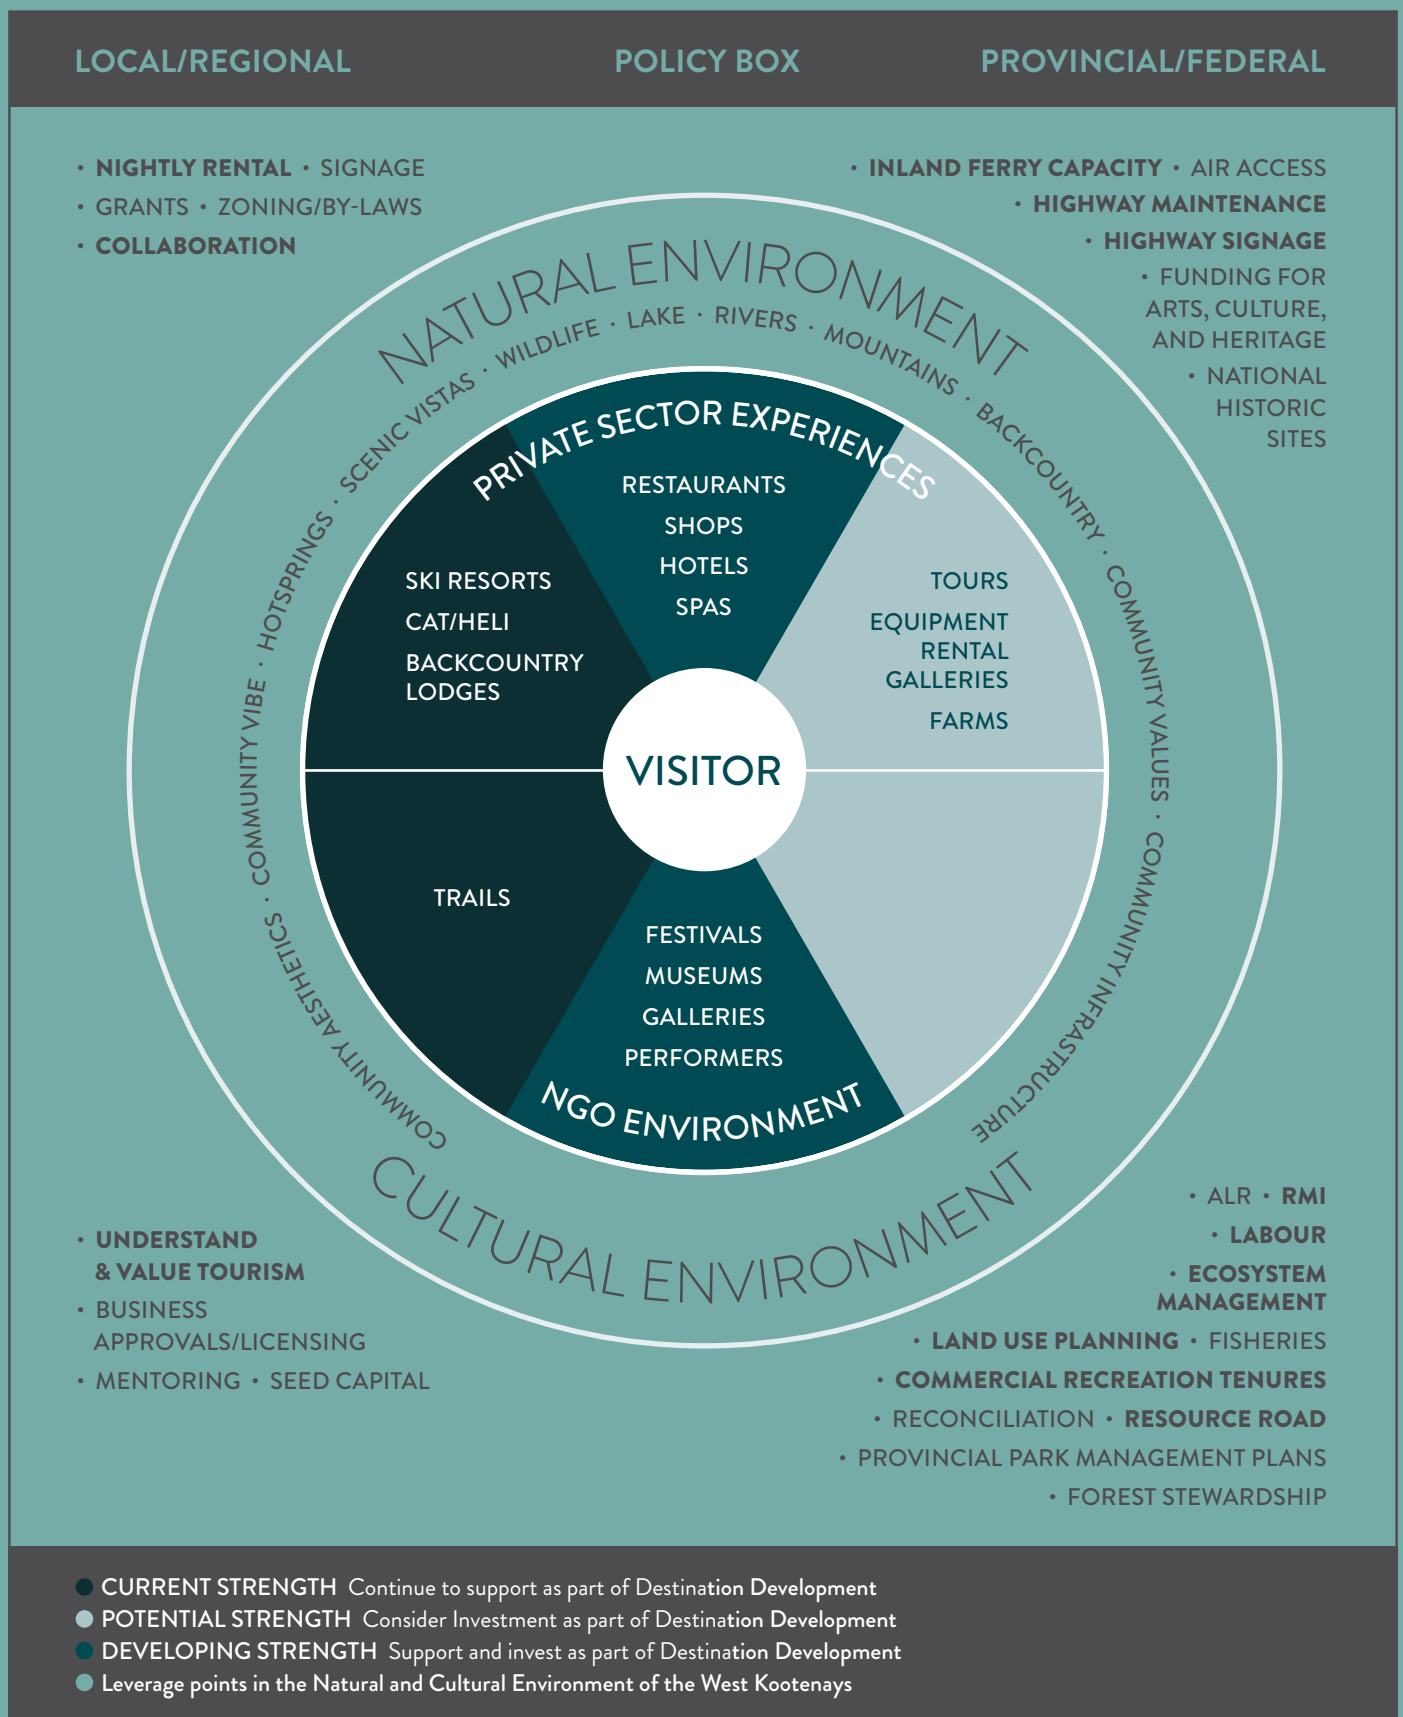 LOCAL/REGIONAL
POLICY BOX
PROVINCIAL/FEDERAL
· NIGHTLY RENTAL · SIGNAGE
· GRANTS · ZONING/BY-LAWS
· COLLABORATION
· INLAND FERRY CAPACITY · AIR ACCESS
· HIGHWAY MAINTENANCE
· HIGHWAY SIGNAGE
· FUNDING FOR
ARTS, CULTURE,
AND HERITAGE
· NATIONAL
HISTORIC
SITES
NATURAL ENVIRONMENT
COMMUNITY AESTHETICS · COMMUNITY VIBE · HOTSPRINGS · SCENIC VISTAS · WILDLIFE · LAKE · RIVERS · MOUNTAINS · BACKCOUNTRY · COMMUNITY VALUES · COMMUNITY INFRASTRUCTURE
PRIVATE SECTOR EXPERIENCES
RESTAURANTS
SHOPS
HOTELS
SPAS
SKI RESORTS
CAT/HELI
BACKCOUNTRY
LODGES
TOURS
EQUIPMENT
RENTAL
GALLERIES
FARMS
VISITOR
TRAILS
FESTIVALS
MUSEUMS
GALLERIES
PERFORMERS
NGO ENVIRONMENT
CULTURAL ENVIRONMENT
· UNDERSTAND
& VALUE TOURISM
· BUSINESS
APPROVALS/LICENSING
· MENTORING · SEED CAPITAL
· ALR · RMI
· LABOUR
· ECOSYSTEM
MANAGEMENT
· LAND USE PLANNING · FISHERIES
· COMMERCIAL RECREATION TENURES
· RECONCILIATION · RESOURCE ROAD
· PROVINCIAL PARK MANAGEMENT PLANS
· FOREST STEWARDSHIP
CURRENT STRENGTH Continue to support as part of Destination Development
POTENTIAL STRENGTH Consider Investment as part of Destination Development
DEVELOPING STRENGTH Support and invest as part of Destination Development
Leverage points in the Natural and Cultural Environment of the West Kootenays